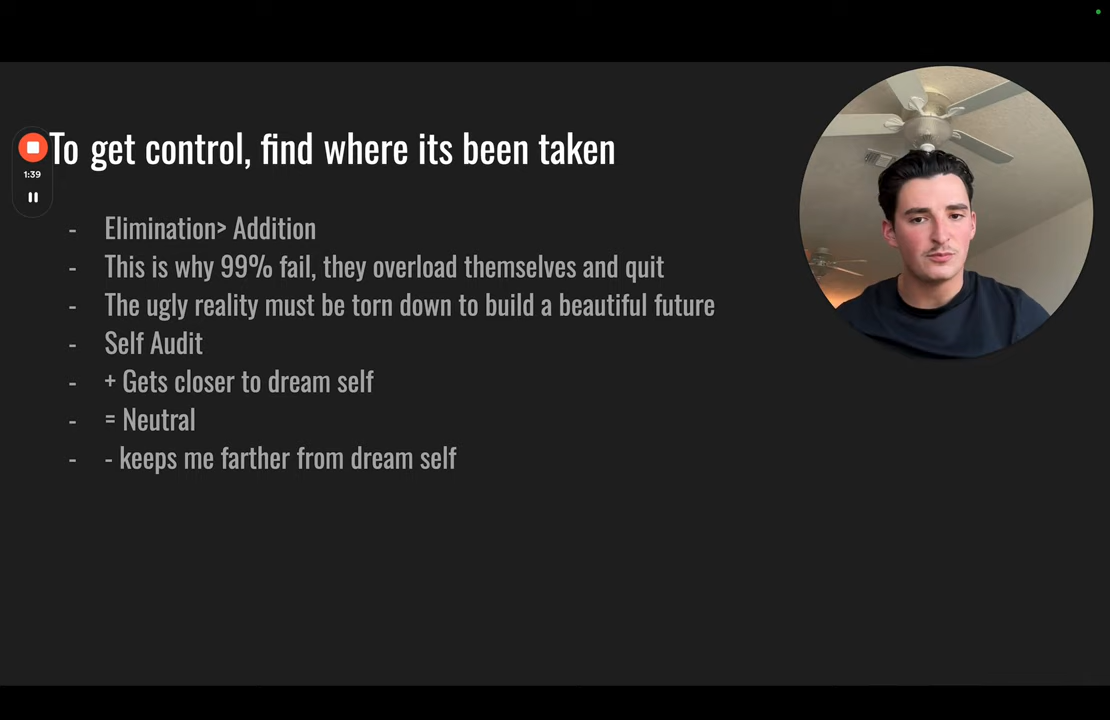 To get control, find where its been taken
1:39
- Elimination> Addition
- This is why 99% fail, they overload themselves and quit
- The ugly reality must be torn down to build a beautiful future
- Self Audit
- + Gets closer to dream self
- = Neutral
- - keeps me farther from dream self